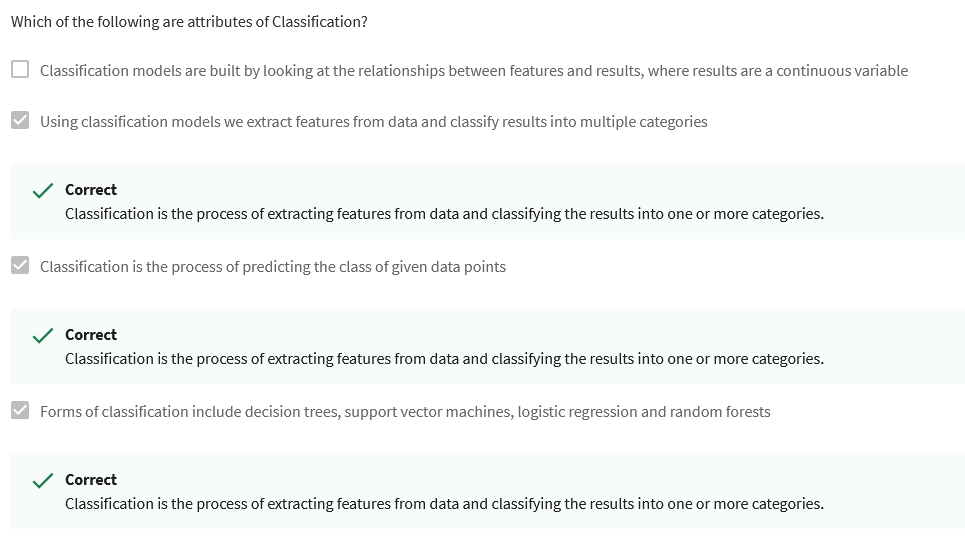 Which of the following are attributes of Classification?
Classification models are built by looking at the relationships between features and results, where results are a continuous variable
Using classification models we extract features from data and classify results into multiple categories
Correct
Classification is the process of extracting features from data and classifying the results into one or more categories.
Classification is the process of predicting the class of given data points
Correct
Classification is the process of extracting features from data and classifying the results into one or more categories.
Forms of classification include decision trees, support vector machines, logistic regression and random forests
Correct
Classification is the process of extracting features from data and classifying the results into one or more categories.